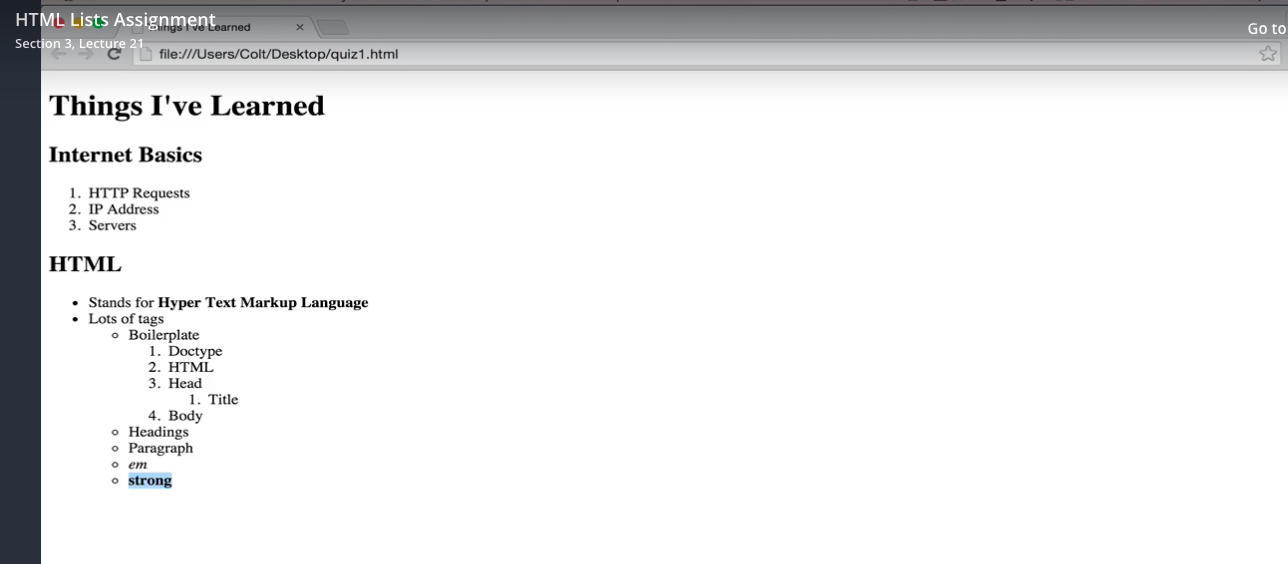 HTML Lists Assignment
Things I've Learned
Go to
Section 3, Lecture 21
file:///Users/Colt/Desktop/quiz1.html
Things I've Learned
Internet Basics
1. HTTP Requests
2. IP Address
3. Servers
HTML
• Stands for Hyper Text Markup Language
• Lots of tags
○ Boilerplate
1. Doctype
2. HTML
3. Head
1. Title
4. Body
○ Headings
○ Paragraph
○ em
○ strong